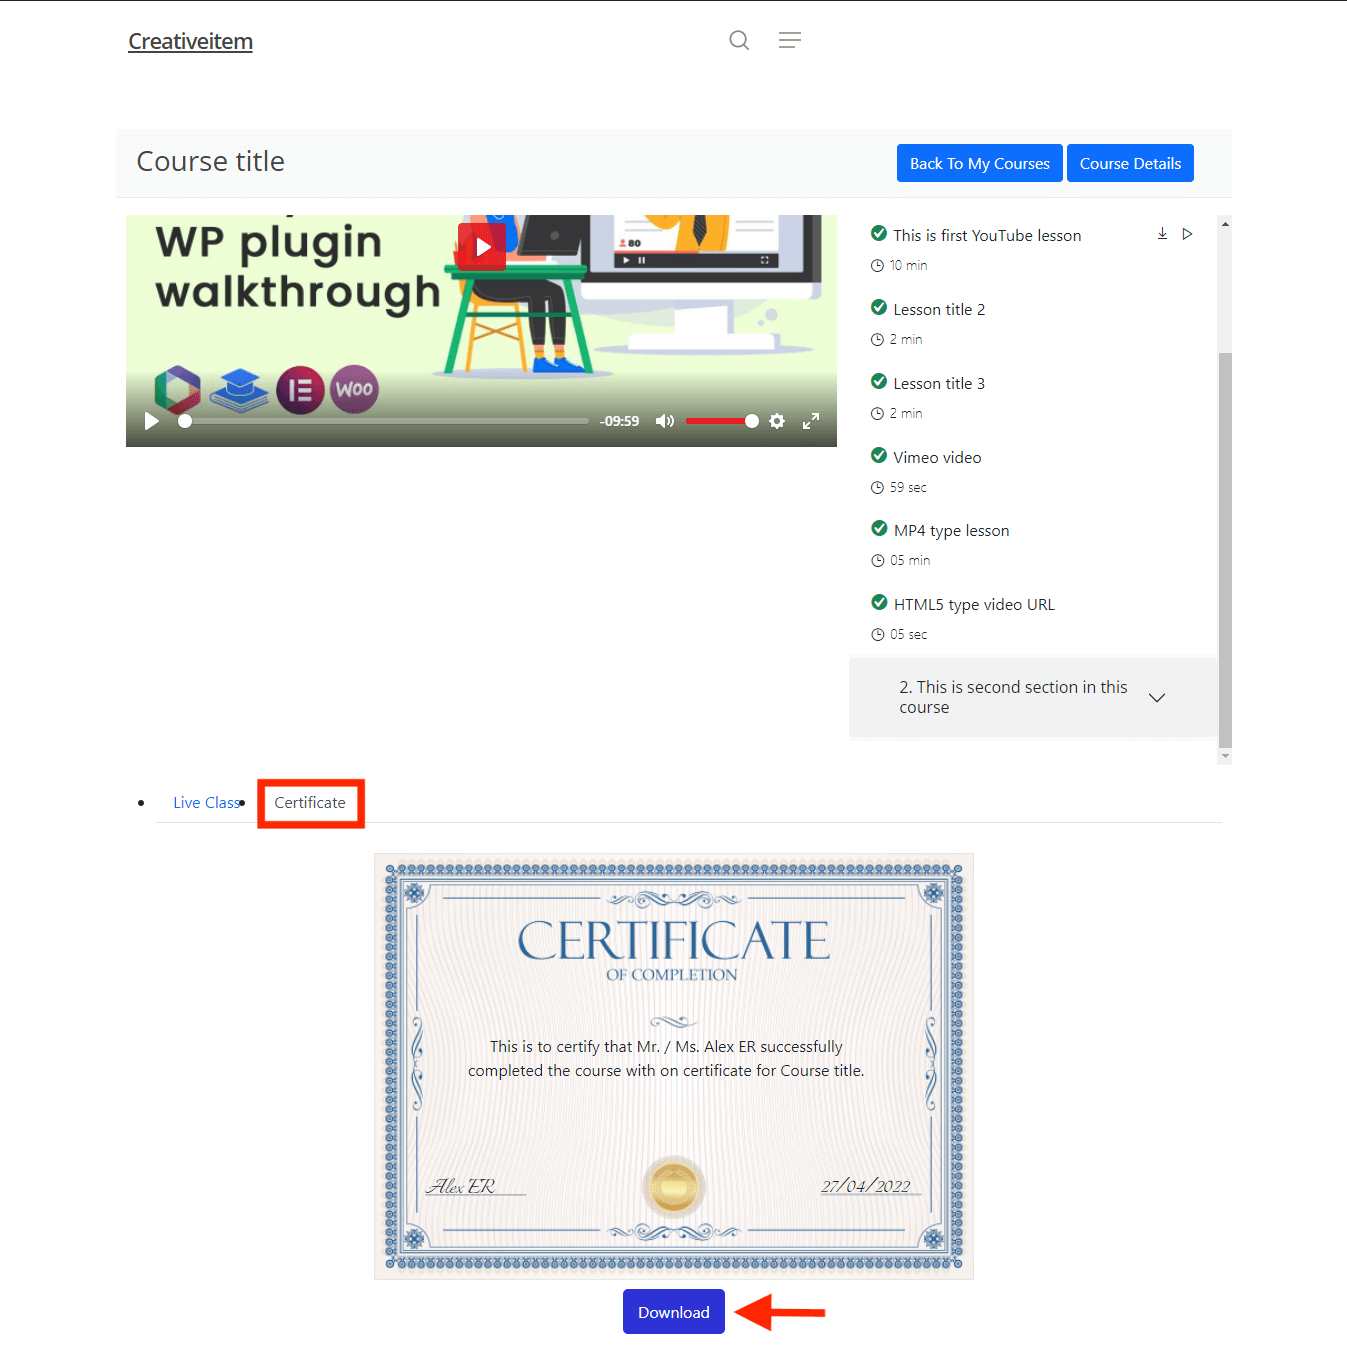 Creativeitem
Course title
Back To My Courses
Course Details
WP plugin
walkthrough
80
WOO
-09:59
This is first YouTube lesson
10 min
Lesson title 2
2 min
Lesson title 3
2 min
Vimeo video
59 sec
MP4 type lesson
05 min
HTML5 type video URL
05 sec
2. This is second section in this
course
Live Class
Certificate
CERTIFICATE
OF COMPLETION
This is to certify that Mr. / Ms. Alex ER successfully
completed the course with on certificate for Course title.
Alex ER
27/04/2022
Download